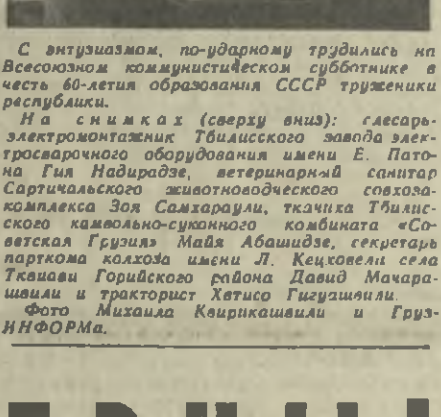 С энтузиазмом, по-ударному трудились на
Всесоюзном коммунистическом субботнике в
честь 60-летия образования СССР труженики
республики.
На снимках (сверху вниз): слесарь-
электромонтажник Тбилисского завода элек-
тросварочного оборудования имени Е. Пато-
на Гия Надирадзе, ветеринарный санитар
Сартичальского животноводческого совхоза-
комплекса Зоя Самхараули, ткачиха Тбилис-
ского камвольно-суконного комбината «Со-
ветская Грузия» Майя Абашидзе, секретарь
парткома колхоза имени Л. Кецховели села
Тквиави Горийского района Давид Мачара-
швили и тракторист Хвтисо Гигуашвили.
Фото Михаила Квирикашвили и Груз-
ИНФОРМа.